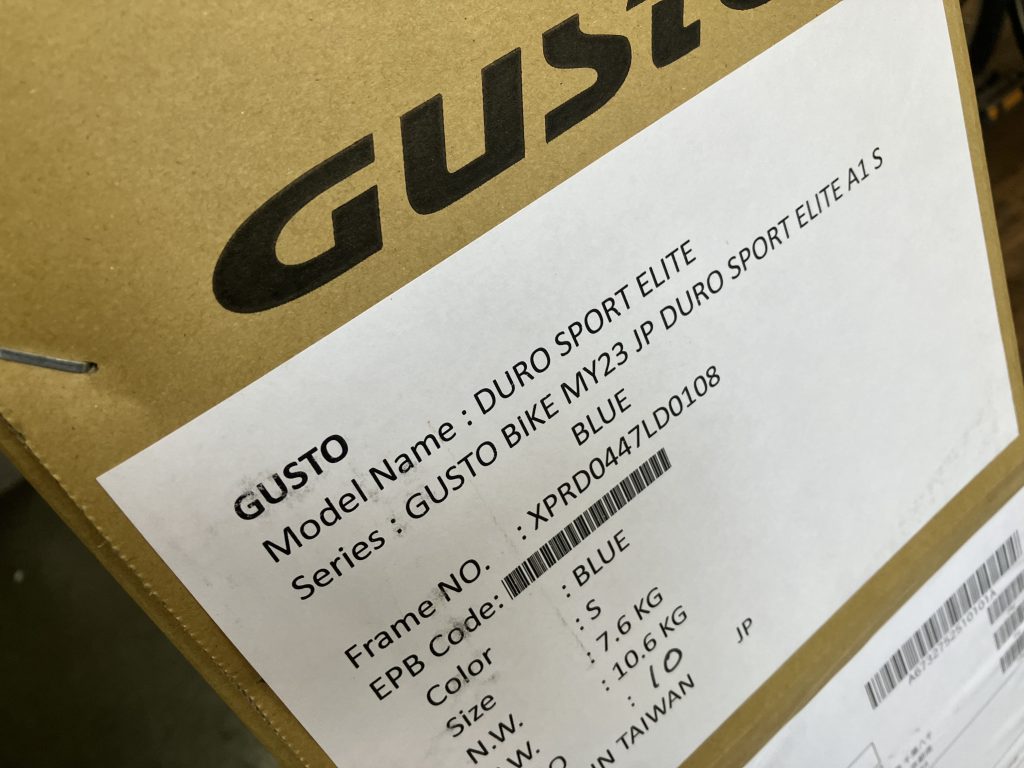 GUSTO
GUSTO
Model Name : DURO SPORT ELITE
Series : GUSTO BiKE MY23 JP DURO SPORT ELITE A1 S
BLUE
Frame NO. : XPRD0447LD0108
EPB Code:
Color : BLUE
Size : S
N.W. : 7.6 KG
.W. : 10.6 KG
O : 10
IN TAIWAN JP